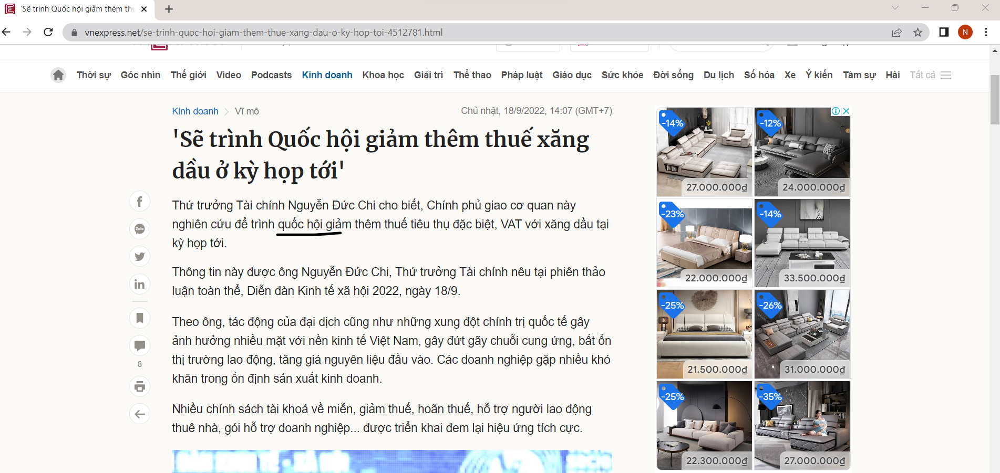 'Sẽ trình Quốc hội giảm thêm thu
vnexpress.net/se-trinh-quoc-hoi-giam-them-thue-xang-dau-o-ky-hop-toi-4512781.html
N
Thời sự Góc nhìn Thế giới Video Podcasts Kinh doanh Khoa học Giải trí Thể thao Pháp luật Giáo dục Sức khỏe Đời sống Du lịch Số hóa Xe Ý kiến Tâm sự Hài Tất cả
Kinh doanh > Vĩ mô
Chủ nhật, 18/9/2022, 14:07 (GMT+7)
'Sẽ trình Quốc hội giảm thêm thuế xăng
dầu ở kỳ họp tới'
Thứ trưởng Tài chính Nguyễn Đức Chi cho biết, Chính phủ giao cơ quan này
nghiên cứu để trình quốc hội giảm thêm thuế tiêu thụ đặc biệt, VAT với xăng dầu tại
kỳ họp tới.
Thông tin này được ông Nguyễn Đức Chi, Thứ trưởng Tài chính nêu tại phiên thảo
luận toàn thể, Diễn đàn Kinh tế xã hội 2022, ngày 18/9.
Theo ông, tác động của đại dịch cũng như những xung đột chính trị quốc tế gây
ảnh hưởng nhiều mặt với nền kinh tế Việt Nam, gây đứt gãy chuỗi cung ứng, bất ổn
thị trường lao động, tăng giá nguyên liệu đầu vào. Các doanh nghiệp gặp nhiều khó
khăn trong ổn định sản xuất kinh doanh.
Nhiều chính sách tài khoá về miễn, giảm thuế, hoãn thuế, hỗ trợ người lao động
thuê nhà, gói hỗ trợ doanh nghiệp... được triển khai đem lại hiệu ứng tích cực.
Zalo
8
-14%
27.000.000₫
-12%
24.000.000₫
-23%
22.000.000₫
-14%
33.500.000₫
-25%
21.500.000₫
-26%
31.000.000₫
-25%
22.300.000₫
-35%
27.000.000₫